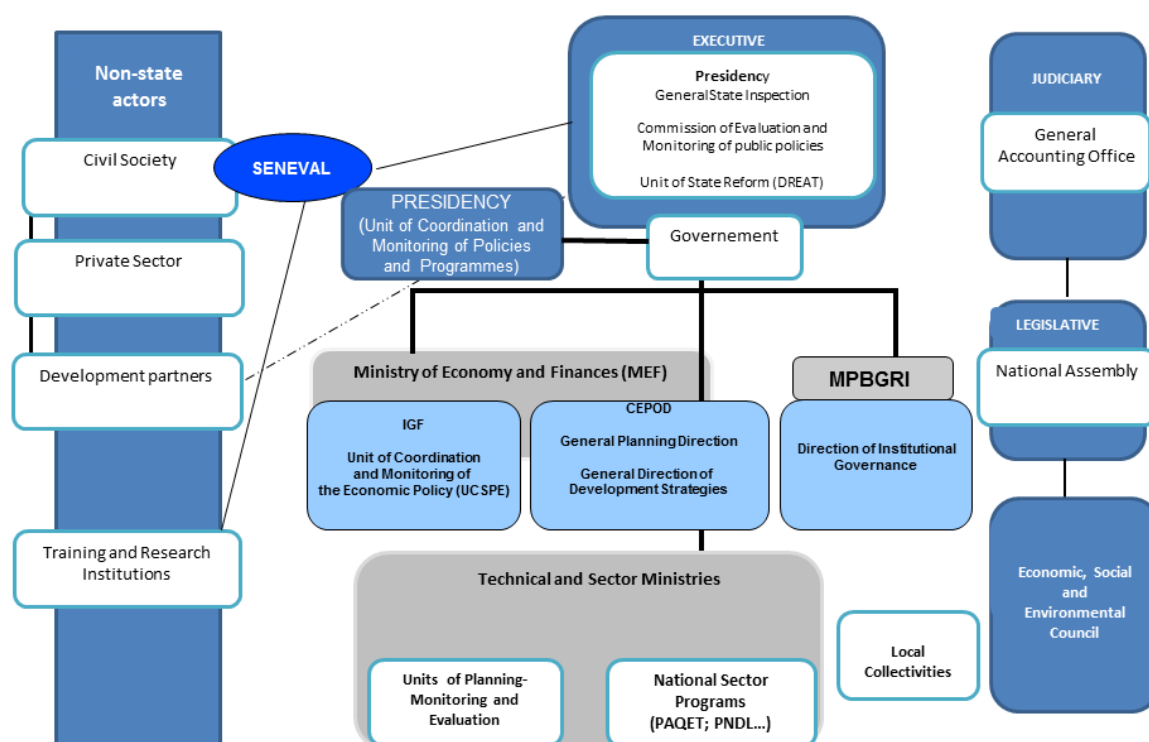 Non-state
actors
Civil Society
Private Sector
Development partners
Training and Research
Institutions
SENEVAL
EXECUTIVE
Presidency
General State Inspection
Commission of Evaluation and
Monitoring of public policies
Unit of State Reform (DREAT)
PRESIDENCY
(Unit of Coordination and
Monitoring of Policies
and Programmes)
Governement
Ministry of Economy and Finances (MEF)
IGF
Unit of Coordination
and Monitoring of
the Economic Policy (UCSPE)
CEPOD
General Planning Direction
General Direction of
Development Strategies
MPBGRI
Direction of Institutional
Governance
Technical and Sector Ministries
Units of Planning-
Monitoring and
Evaluation
National Sector
Programs
(PAQET; PNDL...)
Local
Collectivities
JUDICIARY
General
Accounting Office
LEGISLATIVE
National Assembly
Economic, Social
and
Environmental
Council